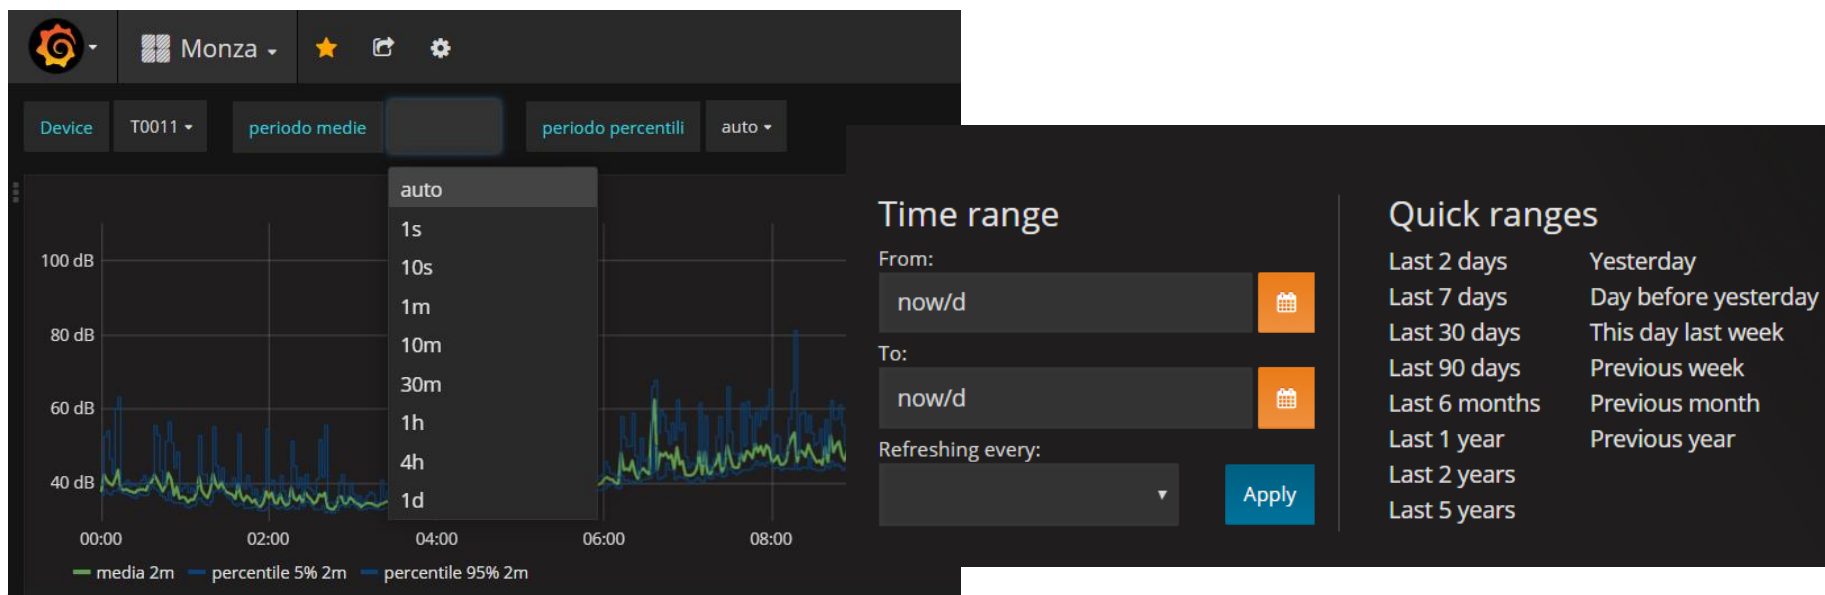 Monza
Device
T0011
periodo medie
periodo percentili
auto
auto
1s
10s
1m
10m
30m
1h
4h
1d
100 dB
80 dB
60 dB
40 dB
00:00
02:00
04:00
06:00
08:00
media 2m
percentile 5% 2m
percentile 95% 2m
Time range
From:
now/d
To:
now/d
Refreshing every:
Apply
Quick ranges
Last 2 days
Last 7 days
Last 30 days
Last 90 days
Last 6 months
Last 1 year
Last 2 years
Last 5 years
Yesterday
Day before yesterday
This day last week
Previous week
Previous month
Previous year